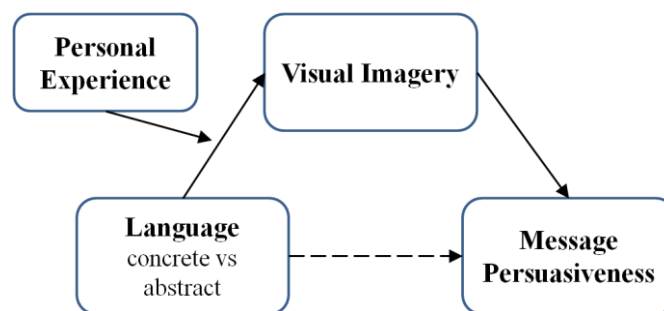 Personal
Experience
Visual Imagery
Language
concrete vs
abstract
Message
Persuasiveness